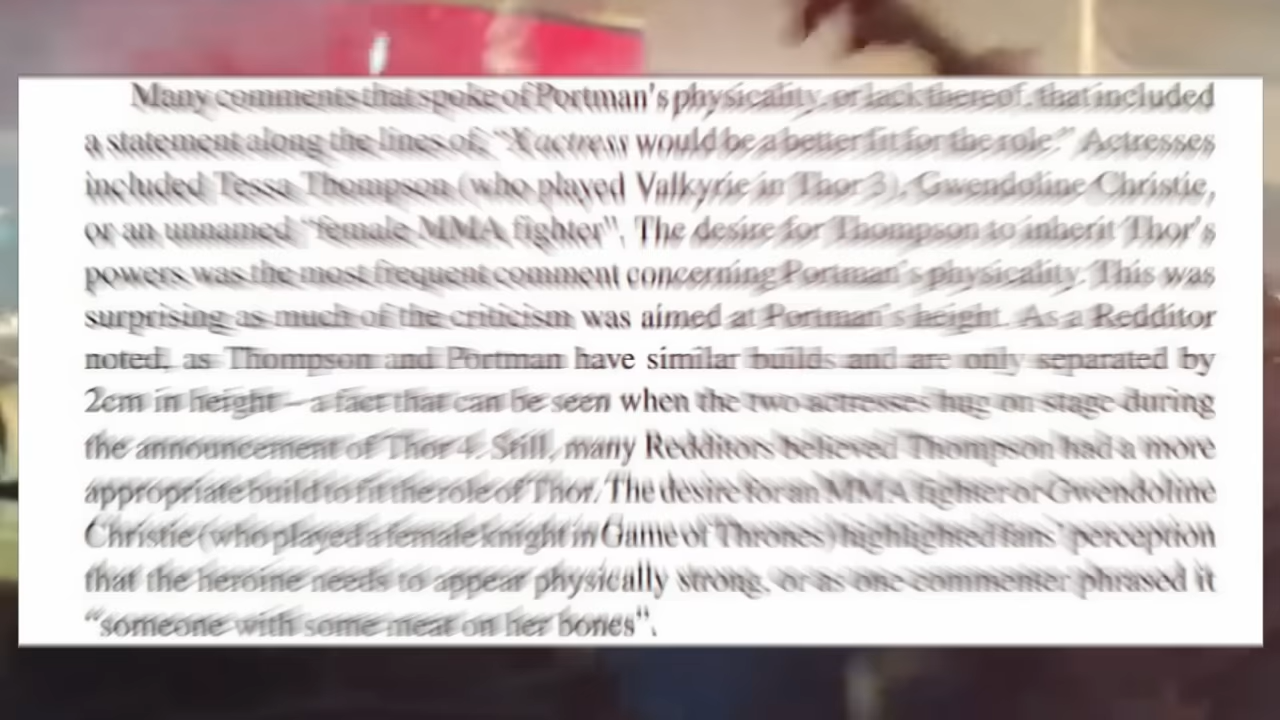 Many comments that spoke of Portman's physicality, or lack thereof, that included
a statement along the lines of, “X actress would be a better fit for the role.” Actresses
included Tessa Thompson (who played Valkyrie in Thor 3), Gwendoline Christie,
or an unnamed “female MMA fighter”. The desire for Thompson to inherit Thor's
powers was the most frequent comment concerning Portman's physicality. This was
surprising as much of the criticism was aimed at Portman's height. As a Redditor
noted, as Thompson and Portman have similar builds and are only separated by
2cm in height – a fact that can be seen when the two actresses hug on stage during
the announcement of Thor 4. Still, many Redditors believed Thompson had a more
appropriate build to fit the role of Thor. The desire for an MMA fighter or Gwendoline
Christie (who played a female knight in Game of Thrones) highlighted fans' perception
that the heroine needs to appear physically strong, or as one commenter phrased it
“someone with some meat on her bones”.